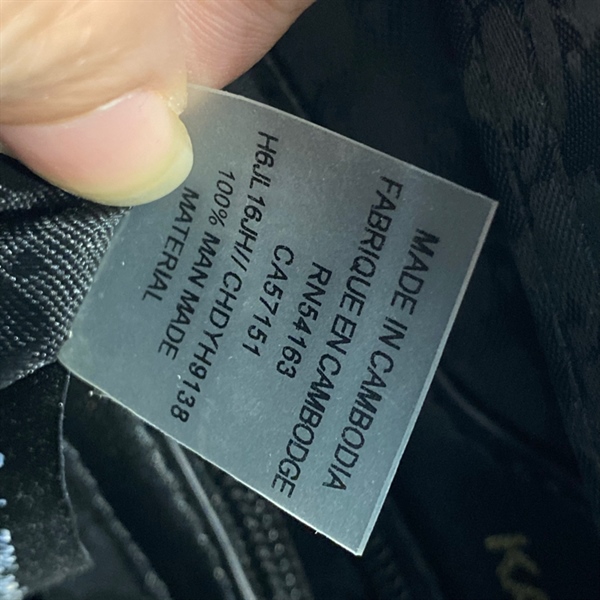 MADE IN CAMBODIA
FABRIQUE EN CAMBODGE
RN54163
CA57151
H6JL16JH// CHDYH9138
100% MAN MADE
MATERIAL